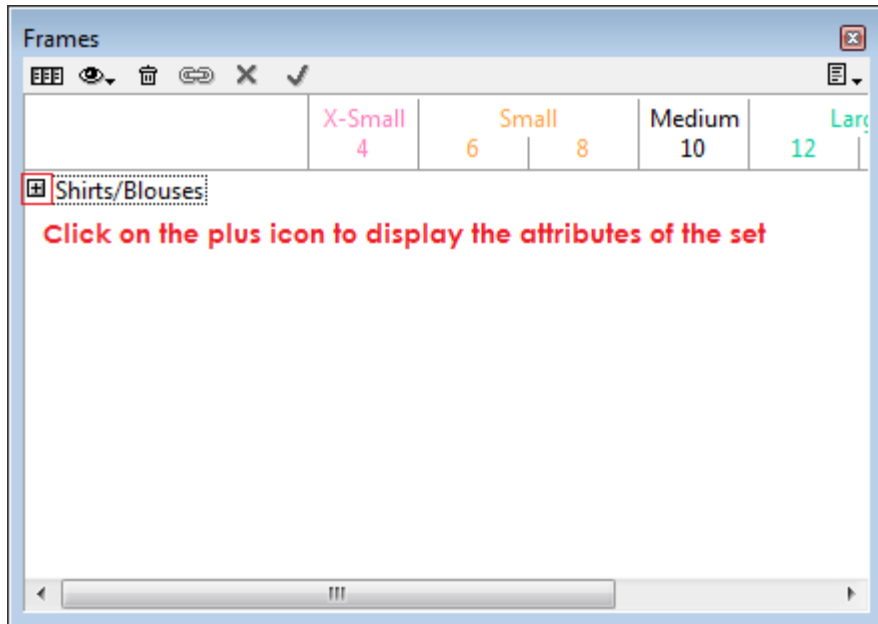 Frames
X-Small Small Medium Larg
4 6 8 10 12
Shirts/Blouses
Click on the plus icon to display the attributes of the set